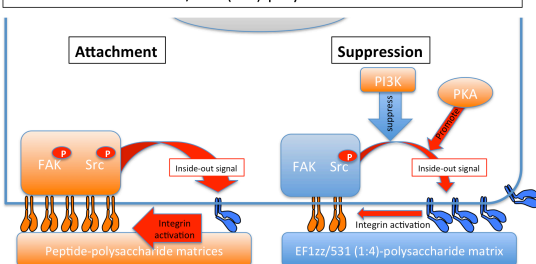 Attachment
Suppression
PI3K
suppress
PKA
Promote
P
P
FAK
Src
Inside-out signal
P
FAK
Src
Inside-out signal
Integrin
activation
Integrin activation
Peptide-polysaccharide matrices
EF1zz/531 (1:4)-polysaccharide matrix